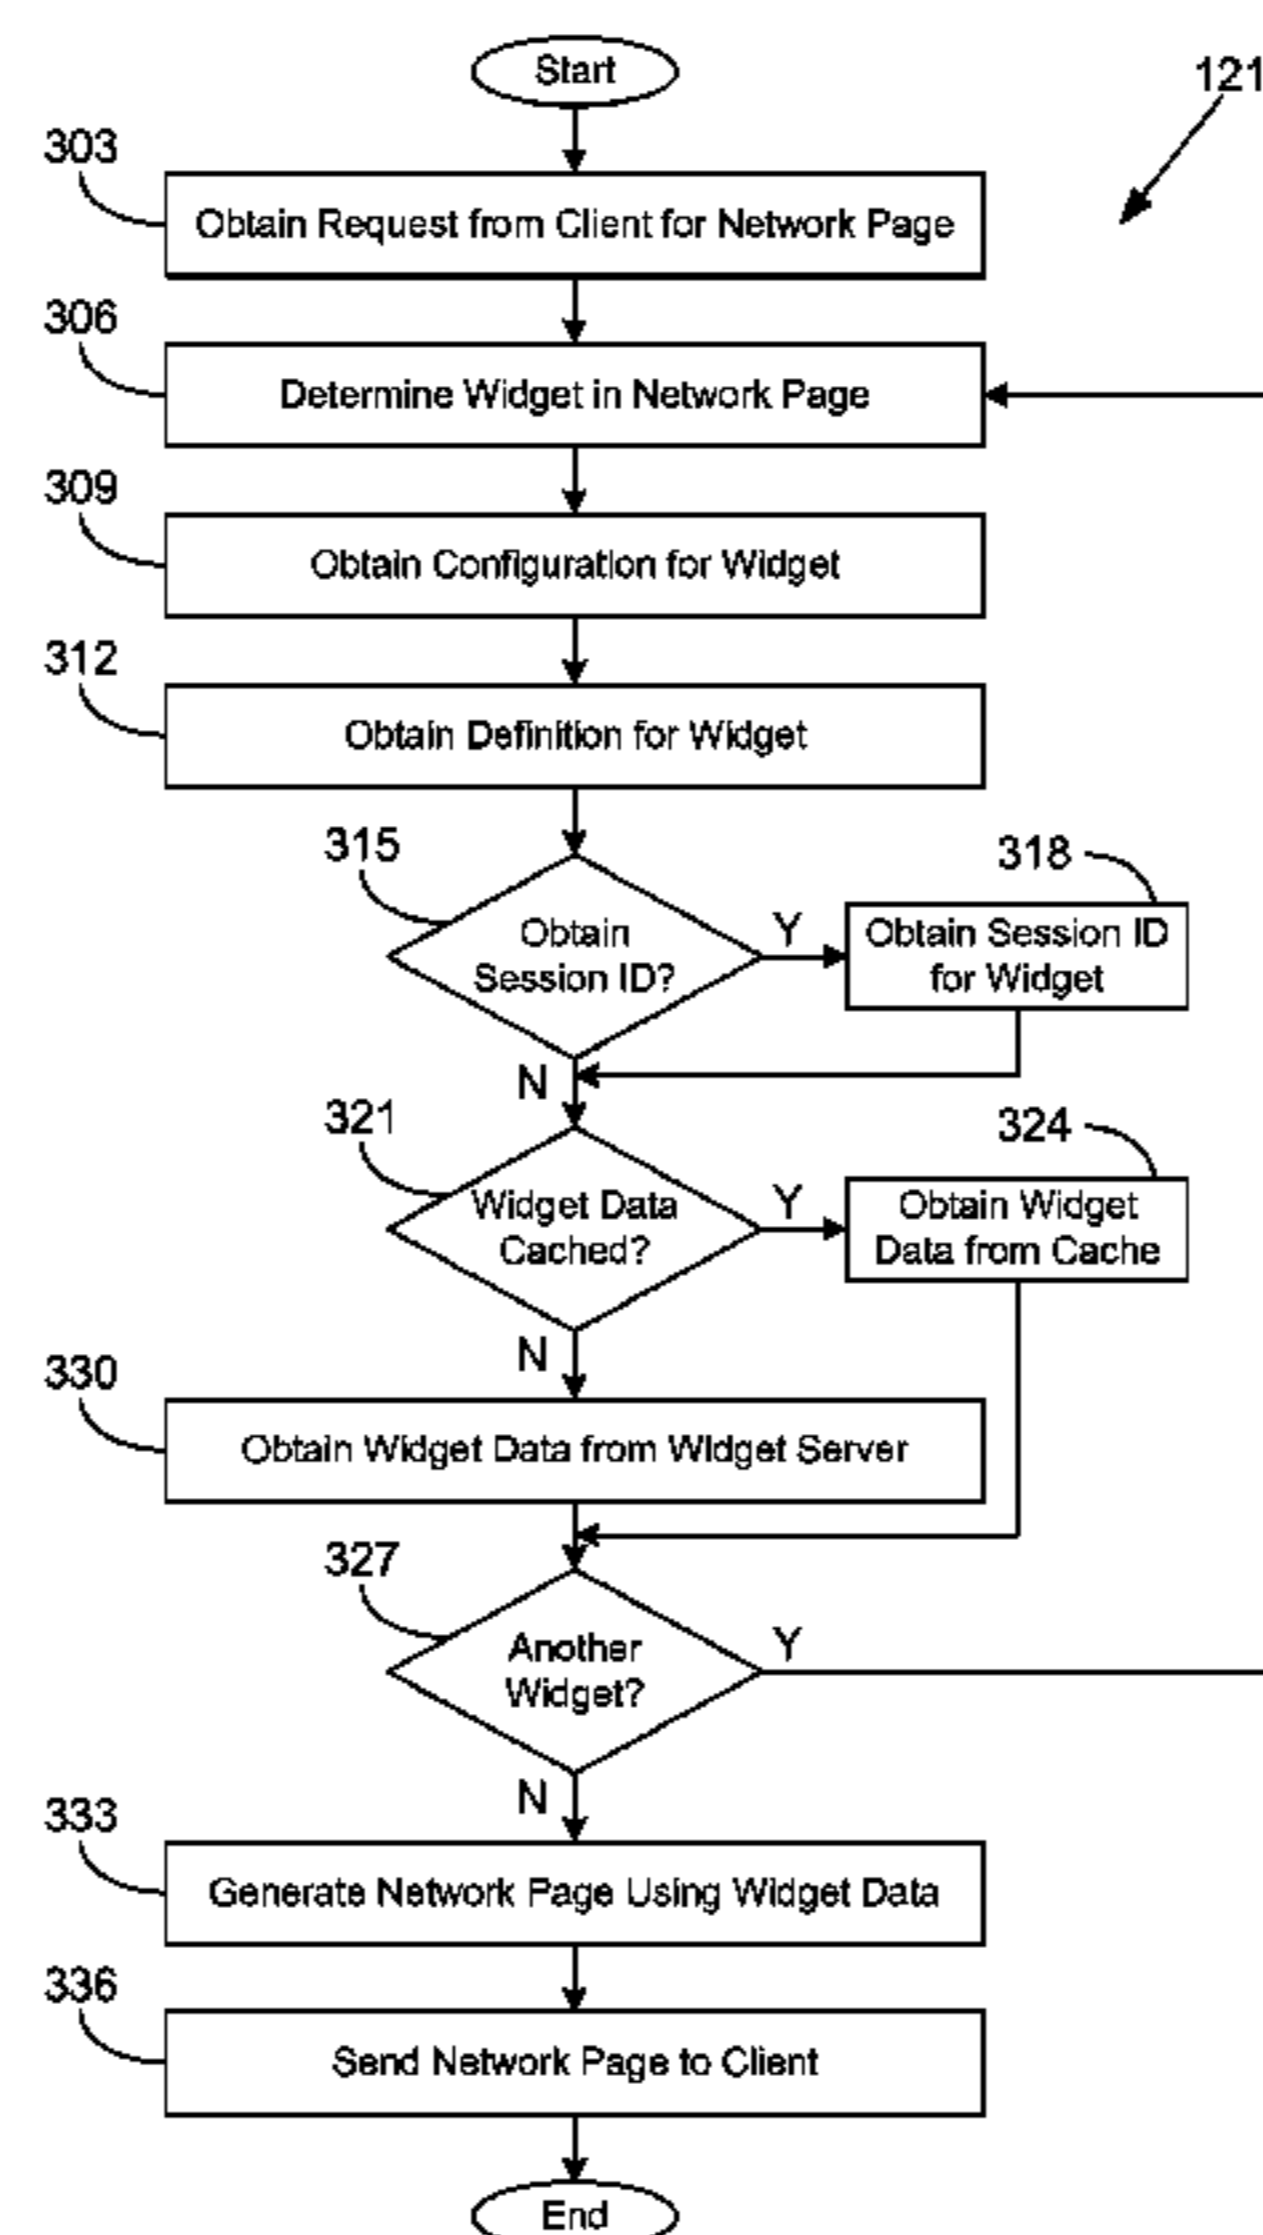 Start
121
303
Obtain Request from Client for Network Page
306
Determine Widget in Network Page
309
Obtain Configuration for Widget
312
Obtain Definition for Widget
315
Obtain
Session ID?
Y
318
Obtain Session ID
for Widget
N
321
Widget Data
Cached?
Y
324
Obtain Widget
Data from Cache
N
330
Obtain Widget Data from Widget Server
327
Another
Widget?
Y
N
333
Generate Network Page Using Widget Data
336
Send Network Page to Client
End